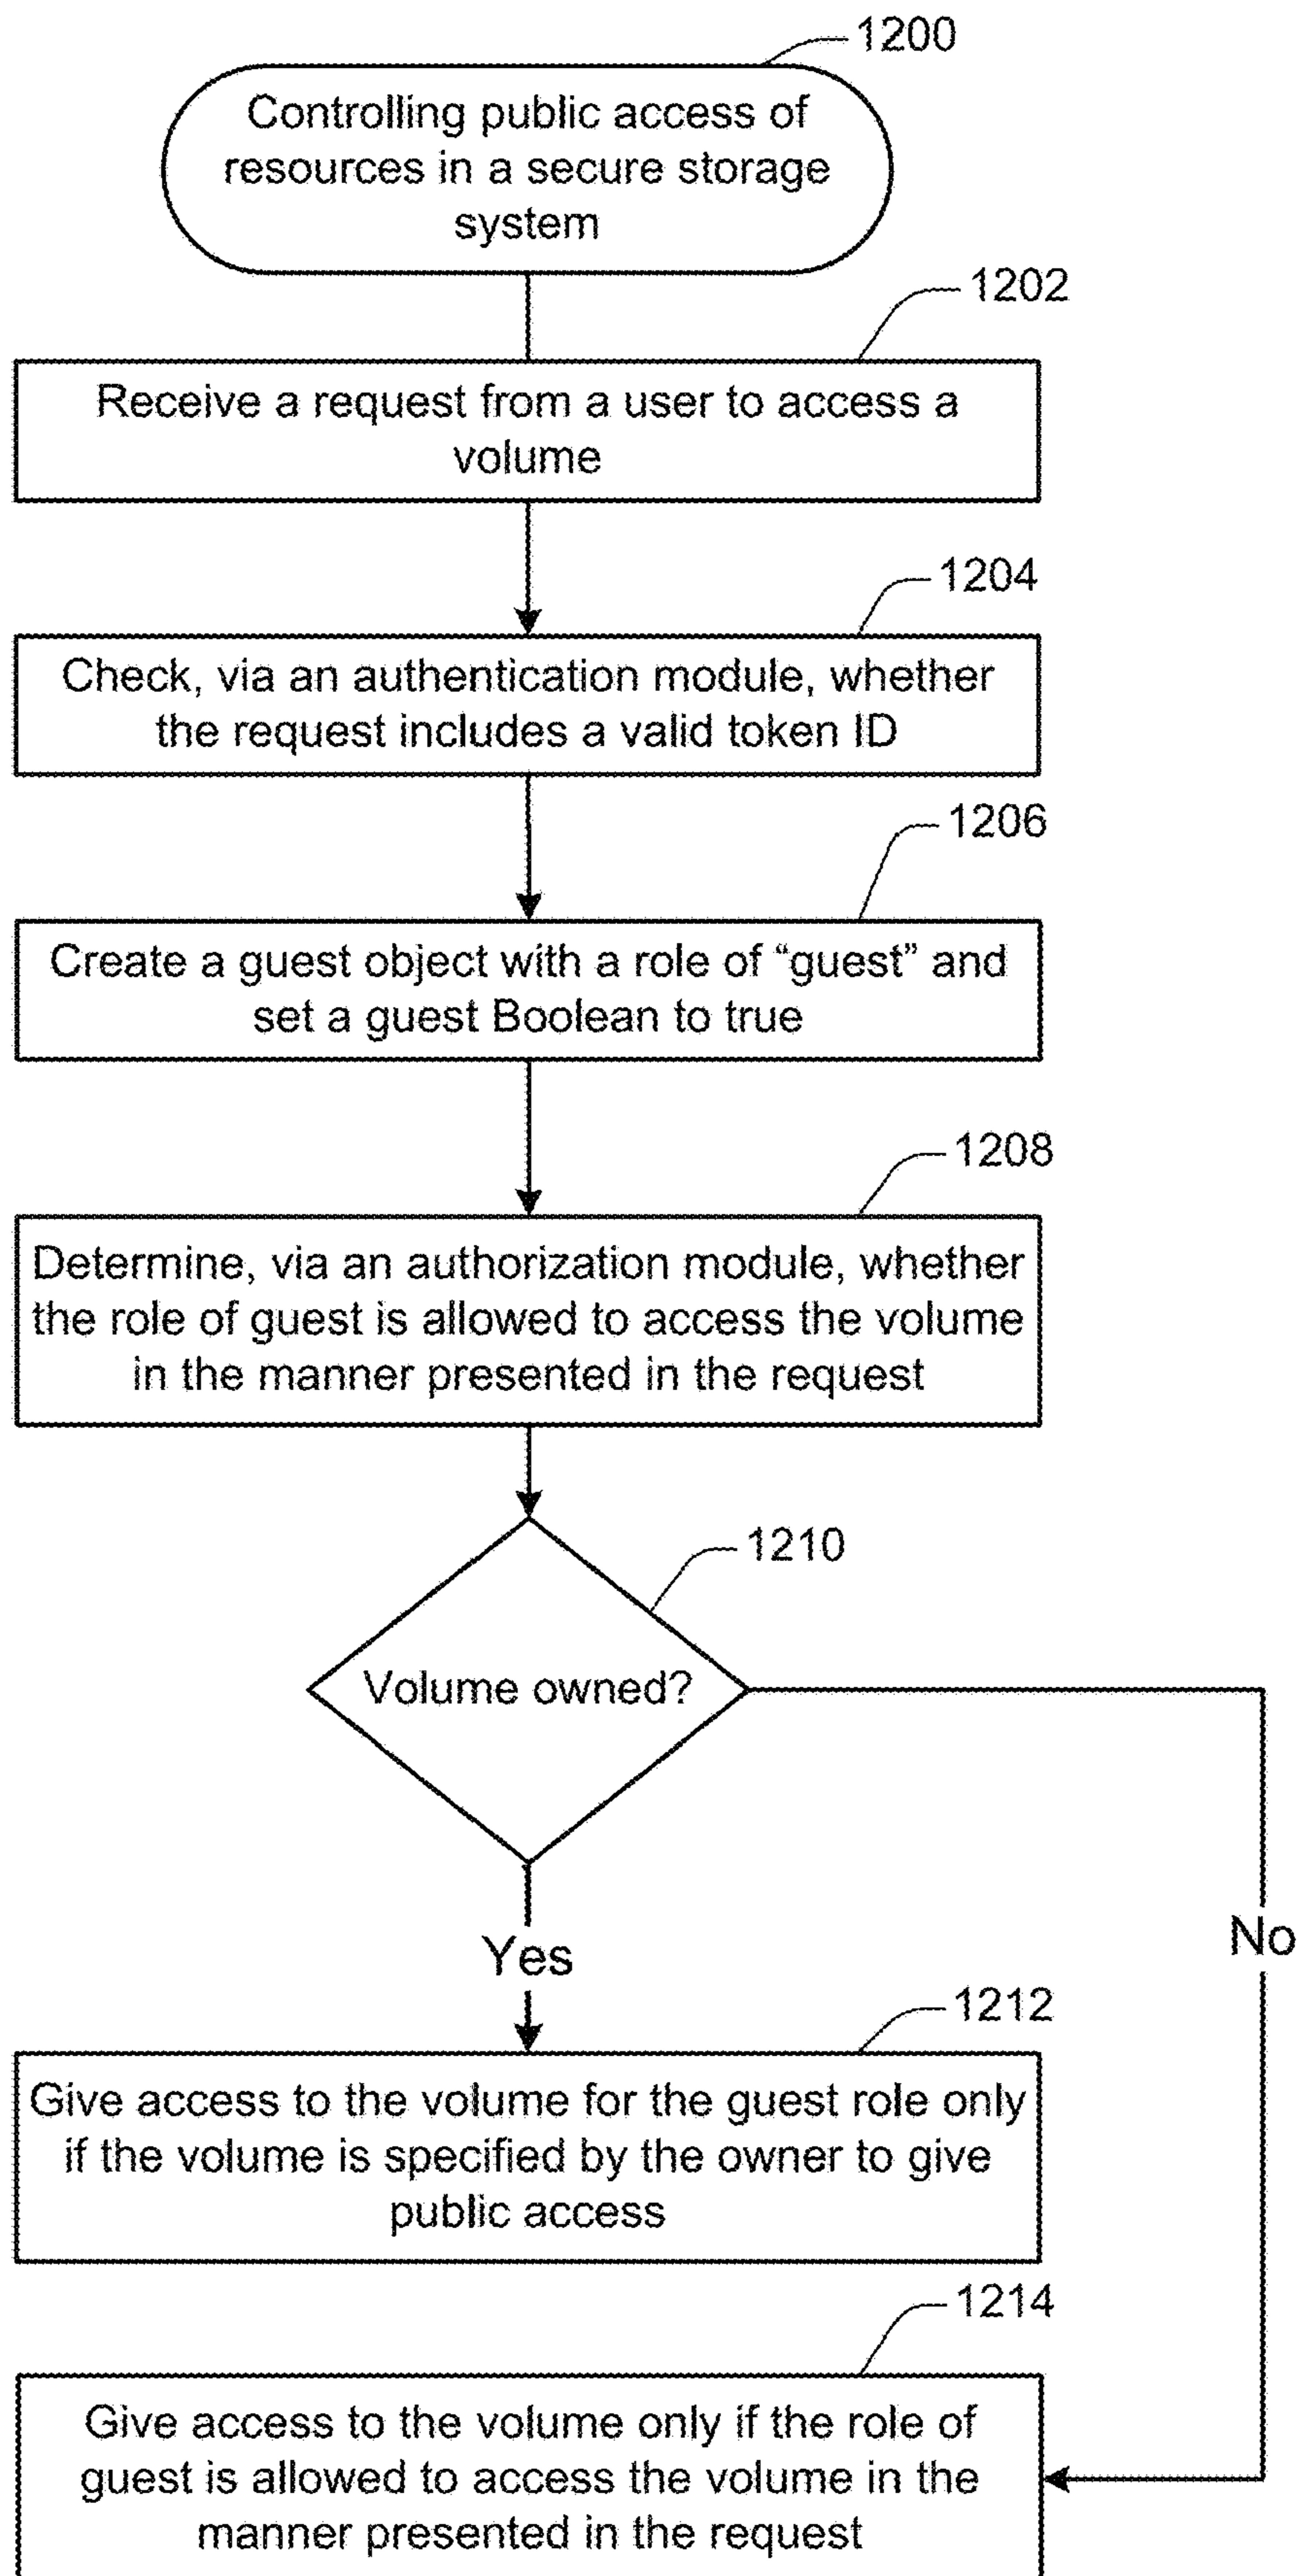 1200
Controlling public access of
resources in a secure storage
system
1202
Receive a request from a user to access a
volume
1204
Check, via an authentication module, whether
the request includes a valid token ID
1206
Create a guest object with a role of “guest” and
set a guest Boolean to true
1208
Determine, via an authorization module, whether
the role of guest is allowed to access the volume
in the manner presented in the request
1210
Volume owned?
Yes
No
1212
Give access to the volume for the guest role only
if the volume is specified by the owner to give
public access
1214
Give access to the volume only if the role of
guest is allowed to access the volume in the
manner presented in the request